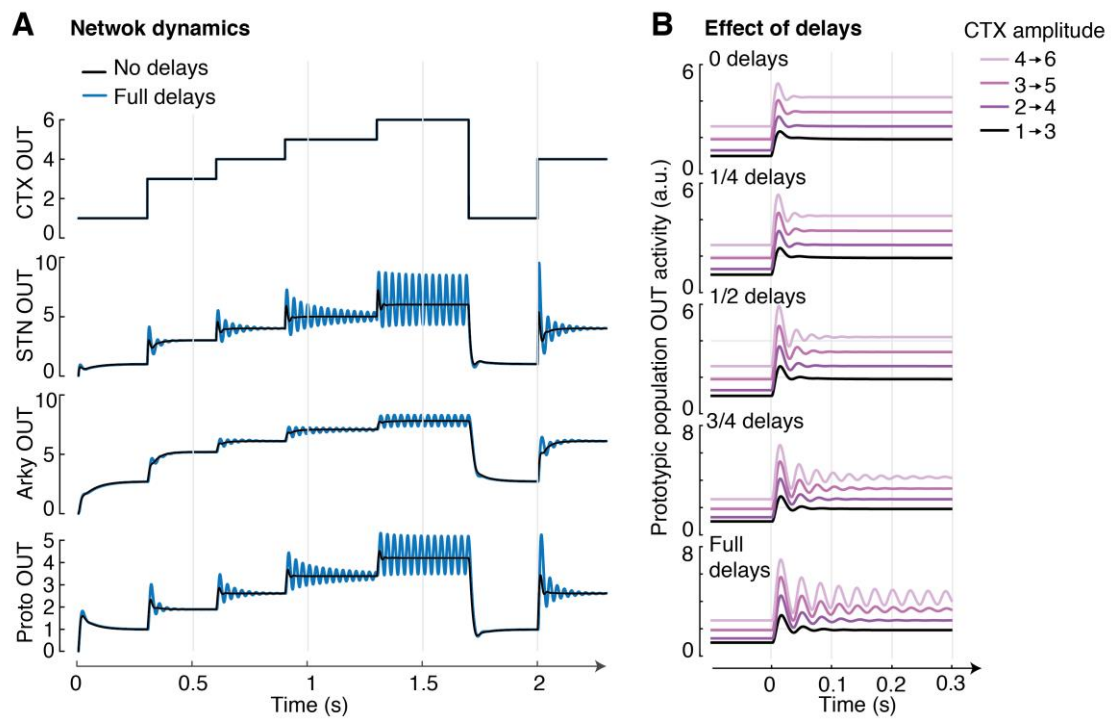 A Netwok dynamics
No delays
Full delays
CTX OUT
6
4
2
0
STN OUT
10
5
0
Arky OUT
10
5
0
Proto OUT
5
4
3
2
1
0
0 0.5 1 1.5 2
Time (s)
B Effect of delays
CTX amplitude
4→6
3→5
2→4
1→3
Prototypic population OUT activity (a.u.)
0 delays
6
0
1/4 delays
6
0
1/2 delays
6
0
3/4 delays
8
0
Full
delays
8
0
0 0.1 0.2 0.3
Time (s)